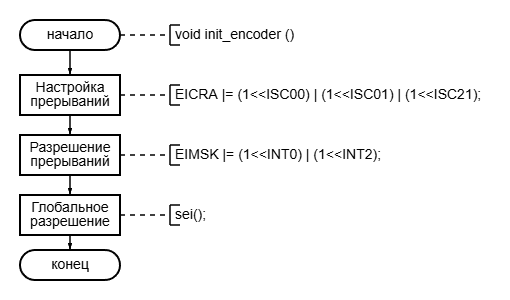 начало
void init_encoder ()
Настройка
прерываний
EICRA |= (1<<ISC00) | (1<<ISC01) | (1<<ISC21);
Разрешение
прерываний
EIMSK |= (1<<INT0) | (1<<INT2);
Глобальное
разрешение
sei();
конец